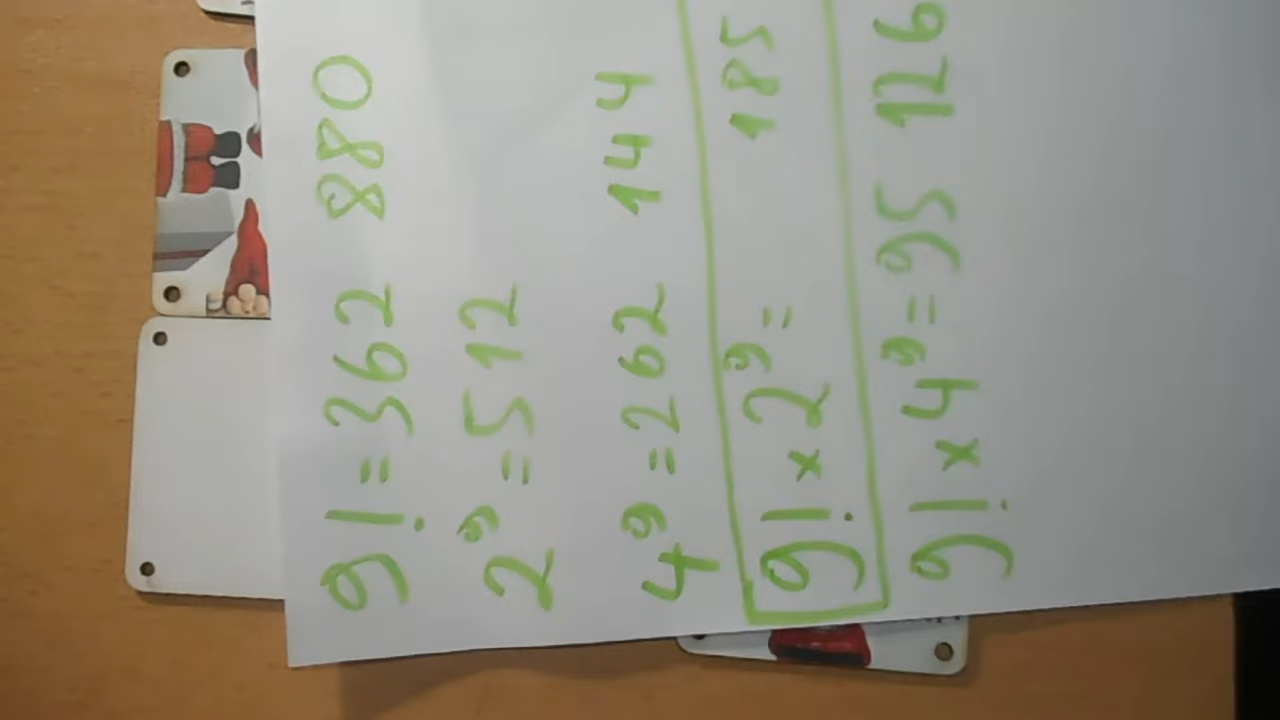 9! = 362 880
2⁹ = 512
4⁹ = 262 144
9! × 2⁹ = 185
9! × 4⁹ = 95 126